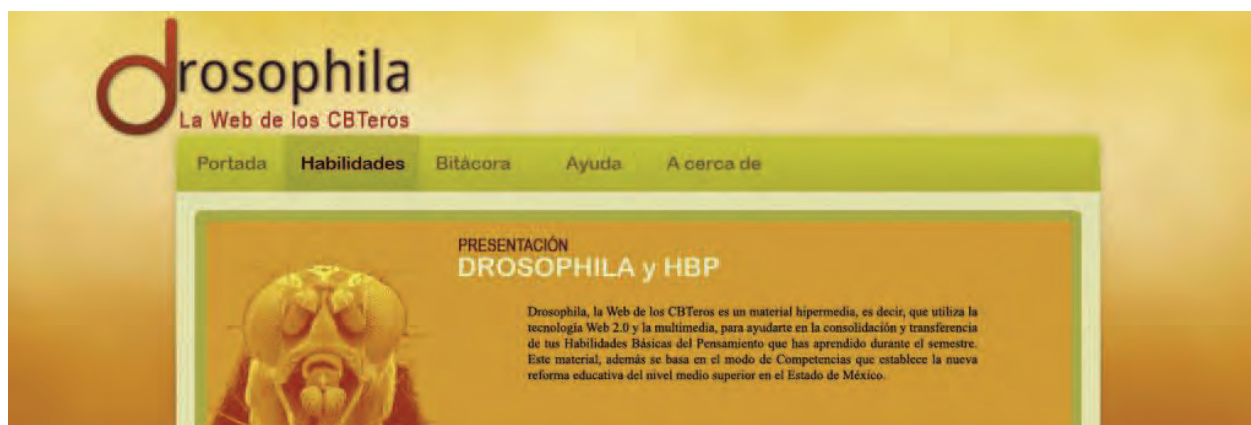 drosophila
La Web de los CBTeros
Portada Habilidades Bitácora Ayuda A cerca de
PRESENTACIÓN
DROSOPHILA y HBP
Drosophila, la Web de los CBTeros es un material hipermedia, es decir, que utiliza la
tecnología Web 2.0 y la multimedia, para ayudarte en la consolidación y transferencia
de tus Habilidades Básicas del Pensamiento que has aprendido durante el semestre.
Este material, además se basa en el modo de Competencias que establece la nueva
reforma educativa del nivel medio superior en el Estado de México.